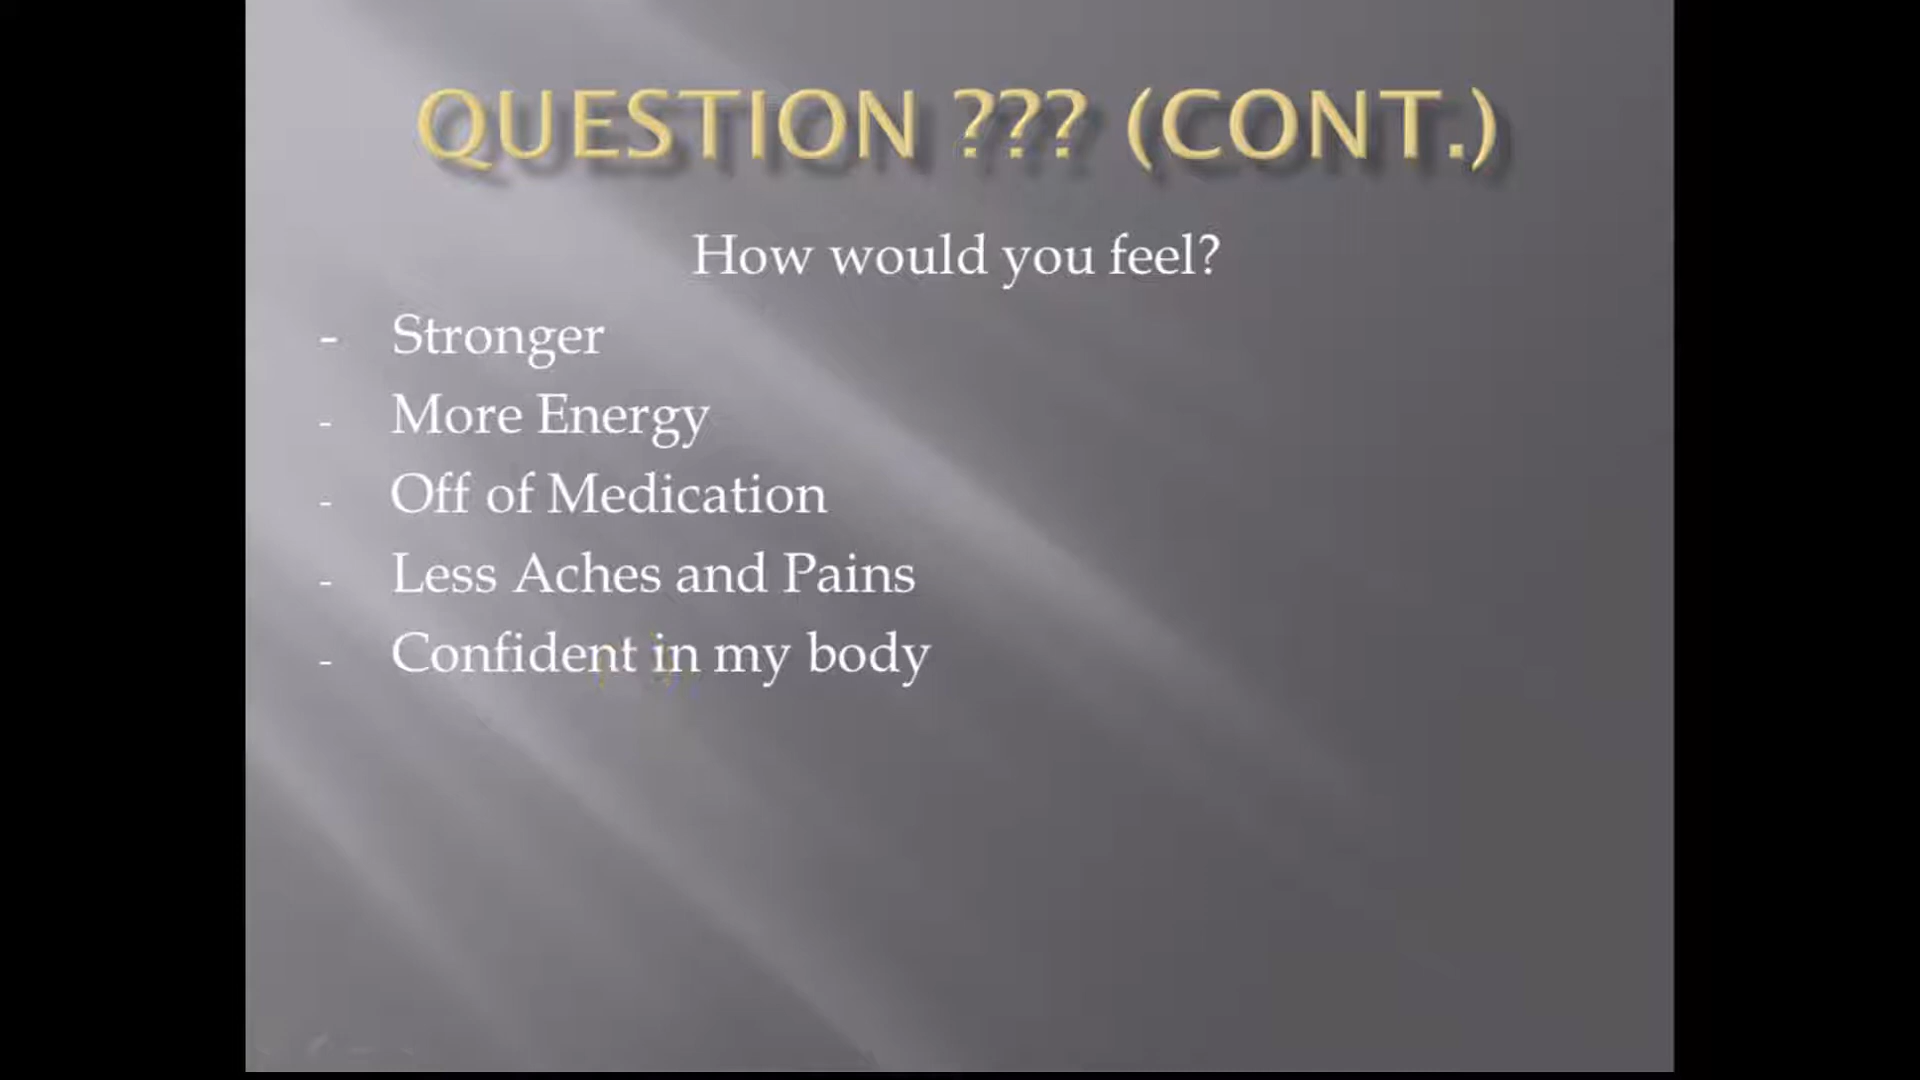 QUESTION ??? (CONT.)
How would you feel?
- Stronger
- More Energy
- Off of Medication
- Less Aches and Pains
- Confident in my body